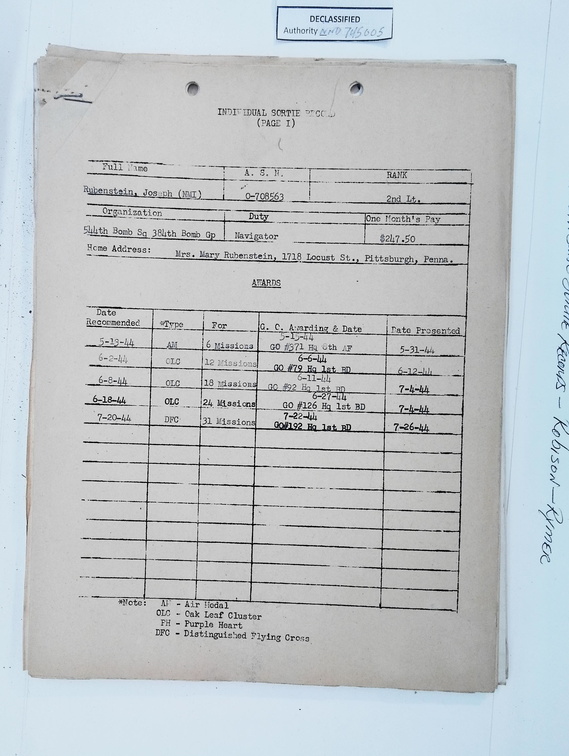 DECLASSIFIED
Authority NND 745005
INDIVIDUAL SORTIE RECORD
(PAGE I)
Full Name A. S. N. RANK
Rubenstein, Joseph (NMI) 0-708563 2nd Lt.
Organization Duty One Month's Pay
544th Bomb Sq 384th Bomb Gp Navigator $247.50
Home Address: Mrs. Mary Rubenstein, 1718 Locust St., Pittsburgh, Penna.
AWARDS
Date
Recommended *Type For G. O. Awarding & Date Date Presented
5-15-44
5-13-44 AM 6 Missions GO #371 Hq 8th AF 5-31-44
6-2-44 OLC 12 Missions 6-6-44
GO #79 Hq 1st BD 6-12-44
6-8-44 OLC 18 Missions 6-11-44
GO #92 Hq 1st BD 7-4-44
6-18-44 OLC 24 Missions 6-27-44
GO #126 Hq 1st BD 7-4-44
7-20-44 DFC 31 Missions 7-22-44
GO#192 Hq 1st BD 7-26-44
*Note: AM - Air Medal
OLC - Oak Leaf Cluster
PH - Purple Heart
DFC - Distinguished Flying Cross
Sortie Records - Robison - Rymer